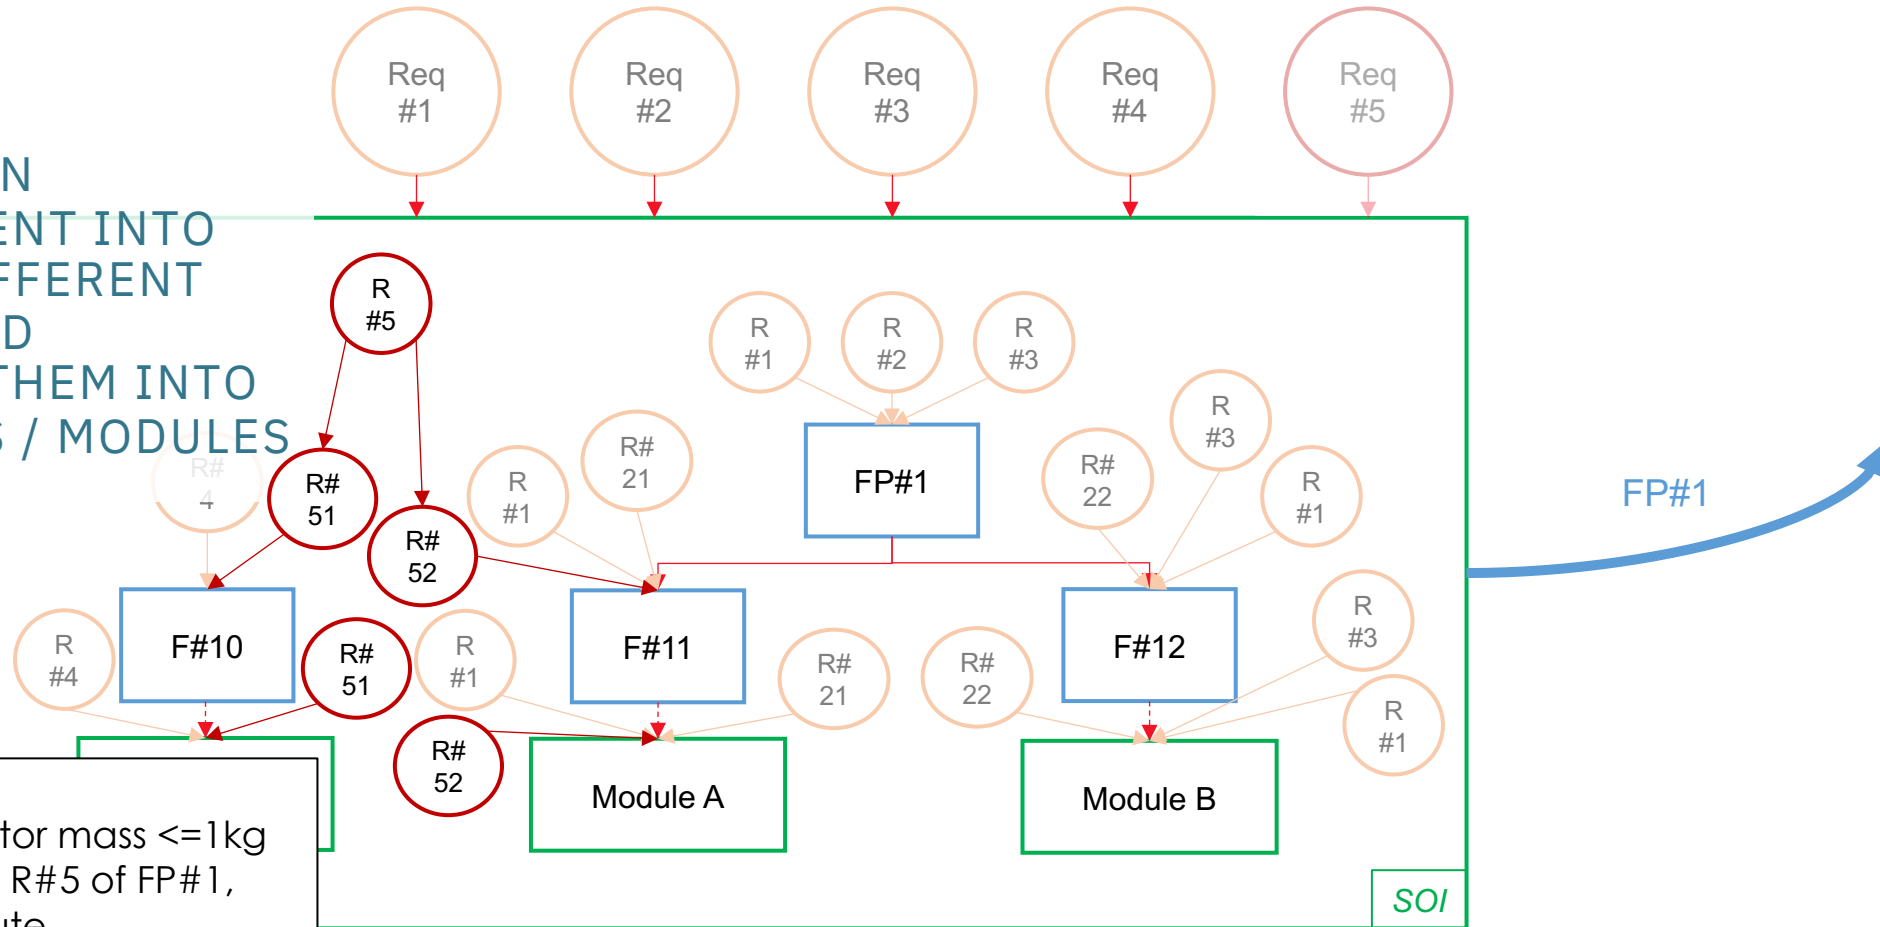 Req
#1
Req
#2
Req
#3
Req
#4
Req
#5
N
ENT INTO
FFERENT
D
THEM INTO
S / MODULES
R
#5
R
#1
R
#2
R
#3
R
#3
R#
4
R#
51
R#
52
R
#1
R#
21
FP#1
R#
22
R
#1
FP#1
R
#4
F#10
R#
51
R
#1
F#11
R#
21
R#
22
F#12
R
#3
R
#1
R#
52
Module A
Module B
tor mass <=1kg
R#5 of FP#1,
ute
SOI